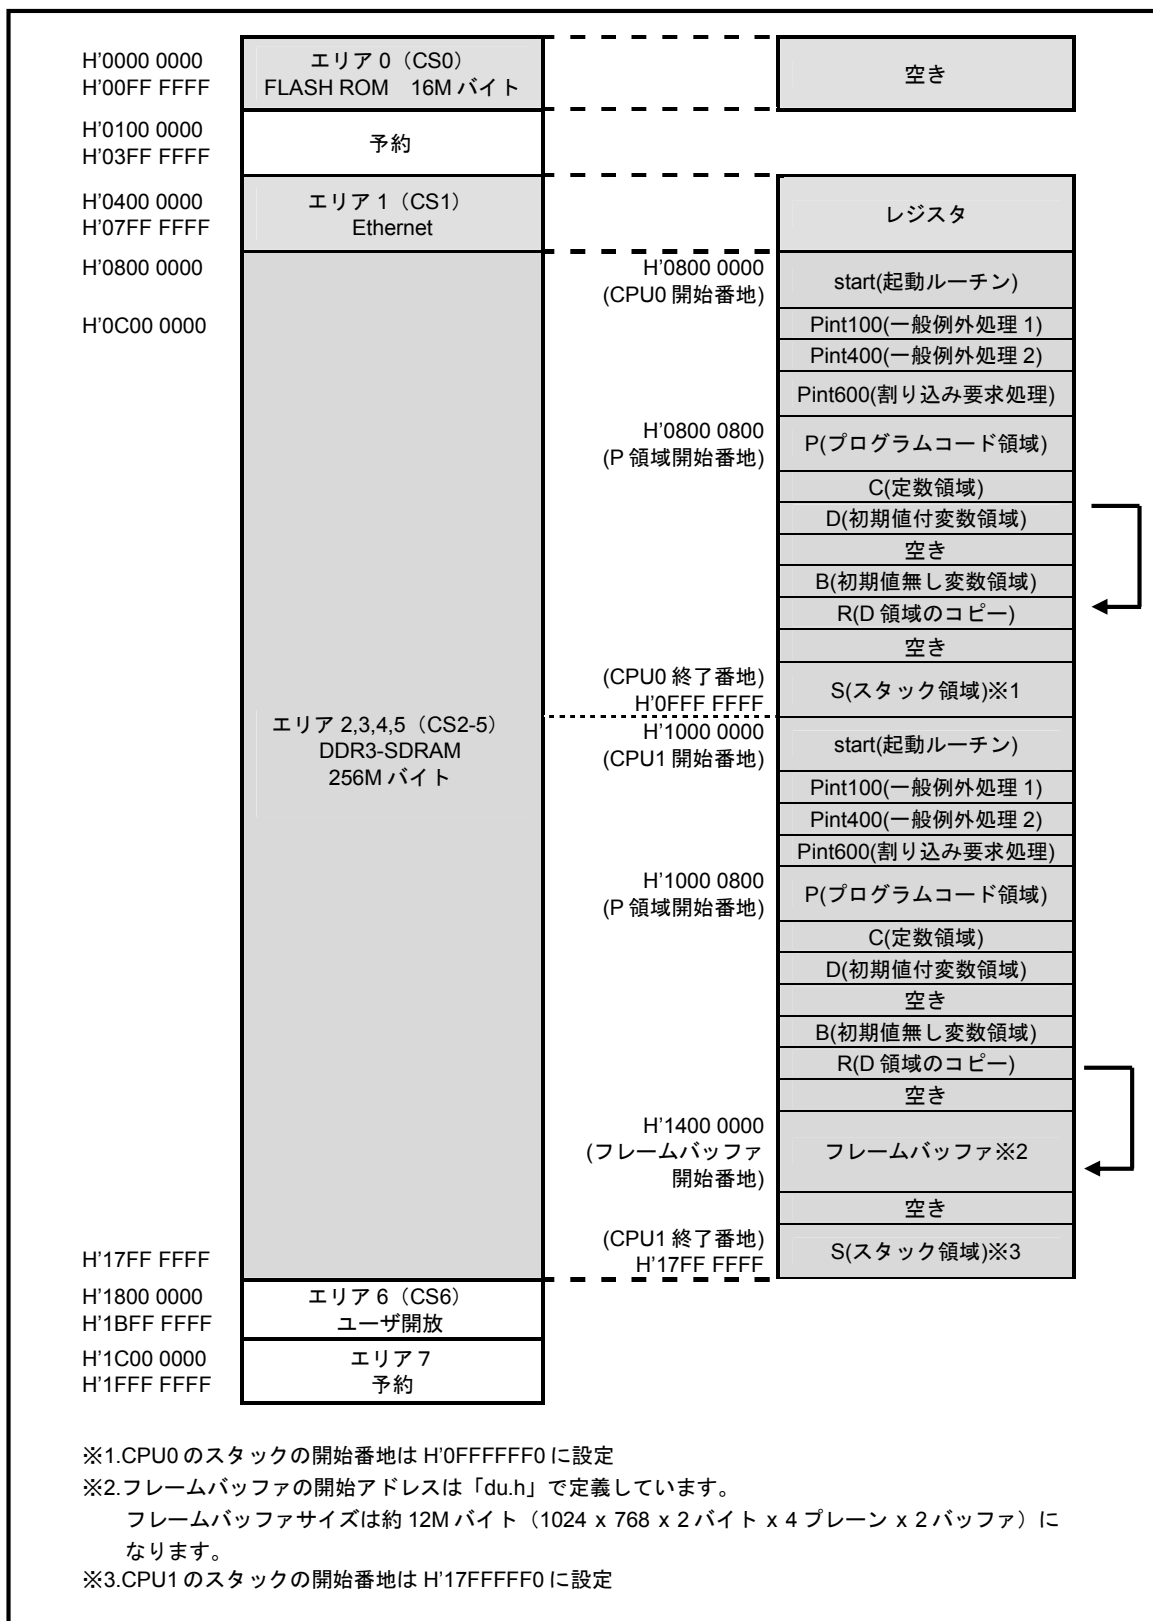 H'0000 0000
H'00FF FFFF
エリア 0（CS0）
FLASH ROM　16M バイト
空き
H'0100 0000
H'03FF FFFF
予約
H'0400 0000
H'07FF FFFF
エリア 1（CS1）
Ethernet
レジスタ
H'0800 0000
H'0C00 0000
エリア 2,3,4,5（CS2-5）
DDR3-SDRAM
256M バイト
H'17FF FFFF
H'0800 0000
(CPU0 開始番地)
start(起動ルーチン)
Pint100(一般例外処理 1)
Pint400(一般例外処理 2)
Pint600(割り込み要求処理)
H'0800 0800
(P 領域開始番地)
P(プログラムコード領域)
C(定数領域)
D(初期値付変数領域)
空き
B(初期値無し変数領域)
R(D 領域のコピー)
空き
(CPU0 終了番地)
H'0FFF FFFF
S(スタック領域)※1
H'1000 0000
(CPU1 開始番地)
start(起動ルーチン)
Pint100(一般例外処理 1)
Pint400(一般例外処理 2)
Pint600(割り込み要求処理)
H'1000 0800
(P 領域開始番地)
P(プログラムコード領域)
C(定数領域)
D(初期値付変数領域)
空き
B(初期値無し変数領域)
R(D 領域のコピー)
空き
H'1400 0000
(フレームバッファ
開始番地)
フレームバッファ※2
空き
(CPU1 終了番地)
H'17FF FFFF
S(スタック領域)※3
H'1800 0000
H'1BFF FFFF
エリア 6（CS6）
ユーザ開放
H'1C00 0000
H'1FFF FFFF
エリア 7
予約
※1.CPU0 のスタックの開始番地は H'0FFFFFF0 に設定
※2.フレームバッファの開始アドレスは「du.h」で定義しています。
フレームバッファサイズは約 12M バイト（1024 x 768 x 2 バイト x 4 プレーン x 2 バッファ）に
なります。
※3.CPU1 のスタックの開始番地は H'17FFFFF0 に設定